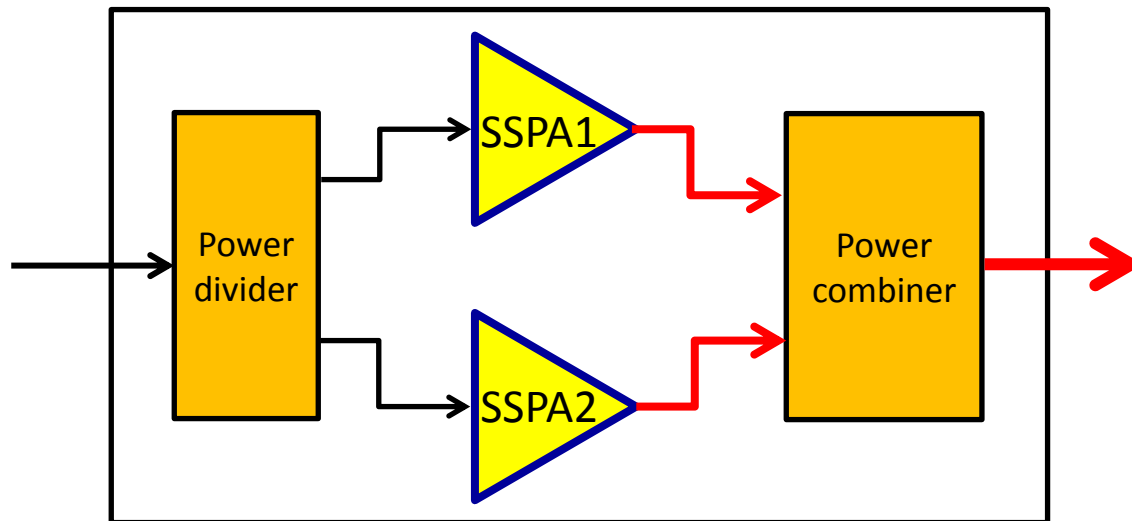 SSPA1
Power
divider
Power
combiner
SSPA2